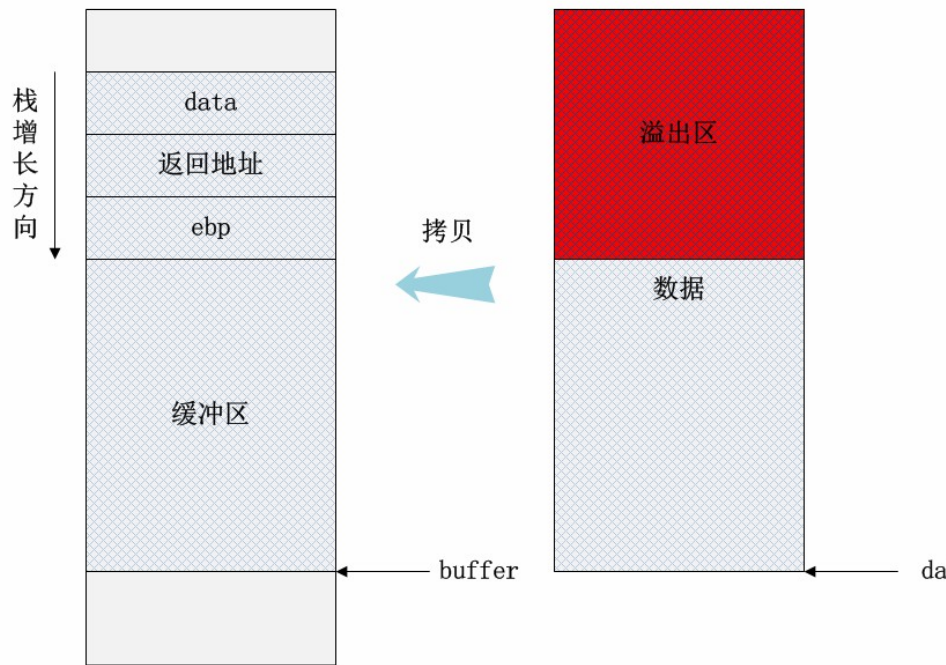 栈增长方向
data
返回地址
ebp
缓冲区
buffer
拷贝
溢出区
数据
da